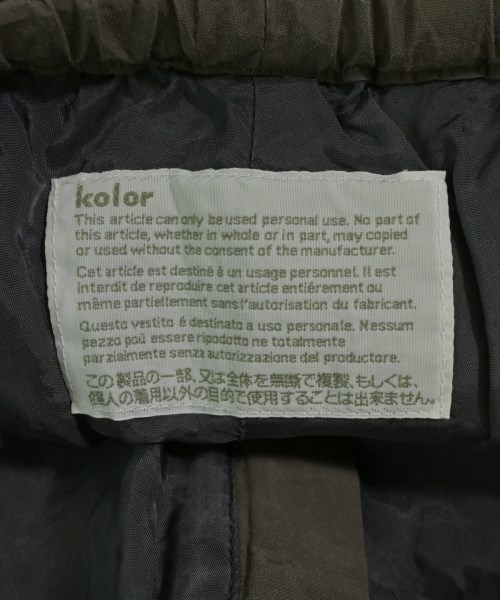 kolor
This article can only be used personal use. No part of
this article, whether in whole or in part, may copied
or used without the consent of the manufacturer.
Cet article est destiné à un usage personnel. Il est
interdit de reproduire cet article entiérement ou
même partiellement sans l'autorisation du fabricant.
Questo vestito é destinato a uso personale. Nessum
pezzo può essere ripodotto ne totalmente
parzialmente senza autorizzazione del produttore.
この製品の一部、又は全体を無断で複製、もしくは、
個人の着用以外の目的で使用することは出来ません。